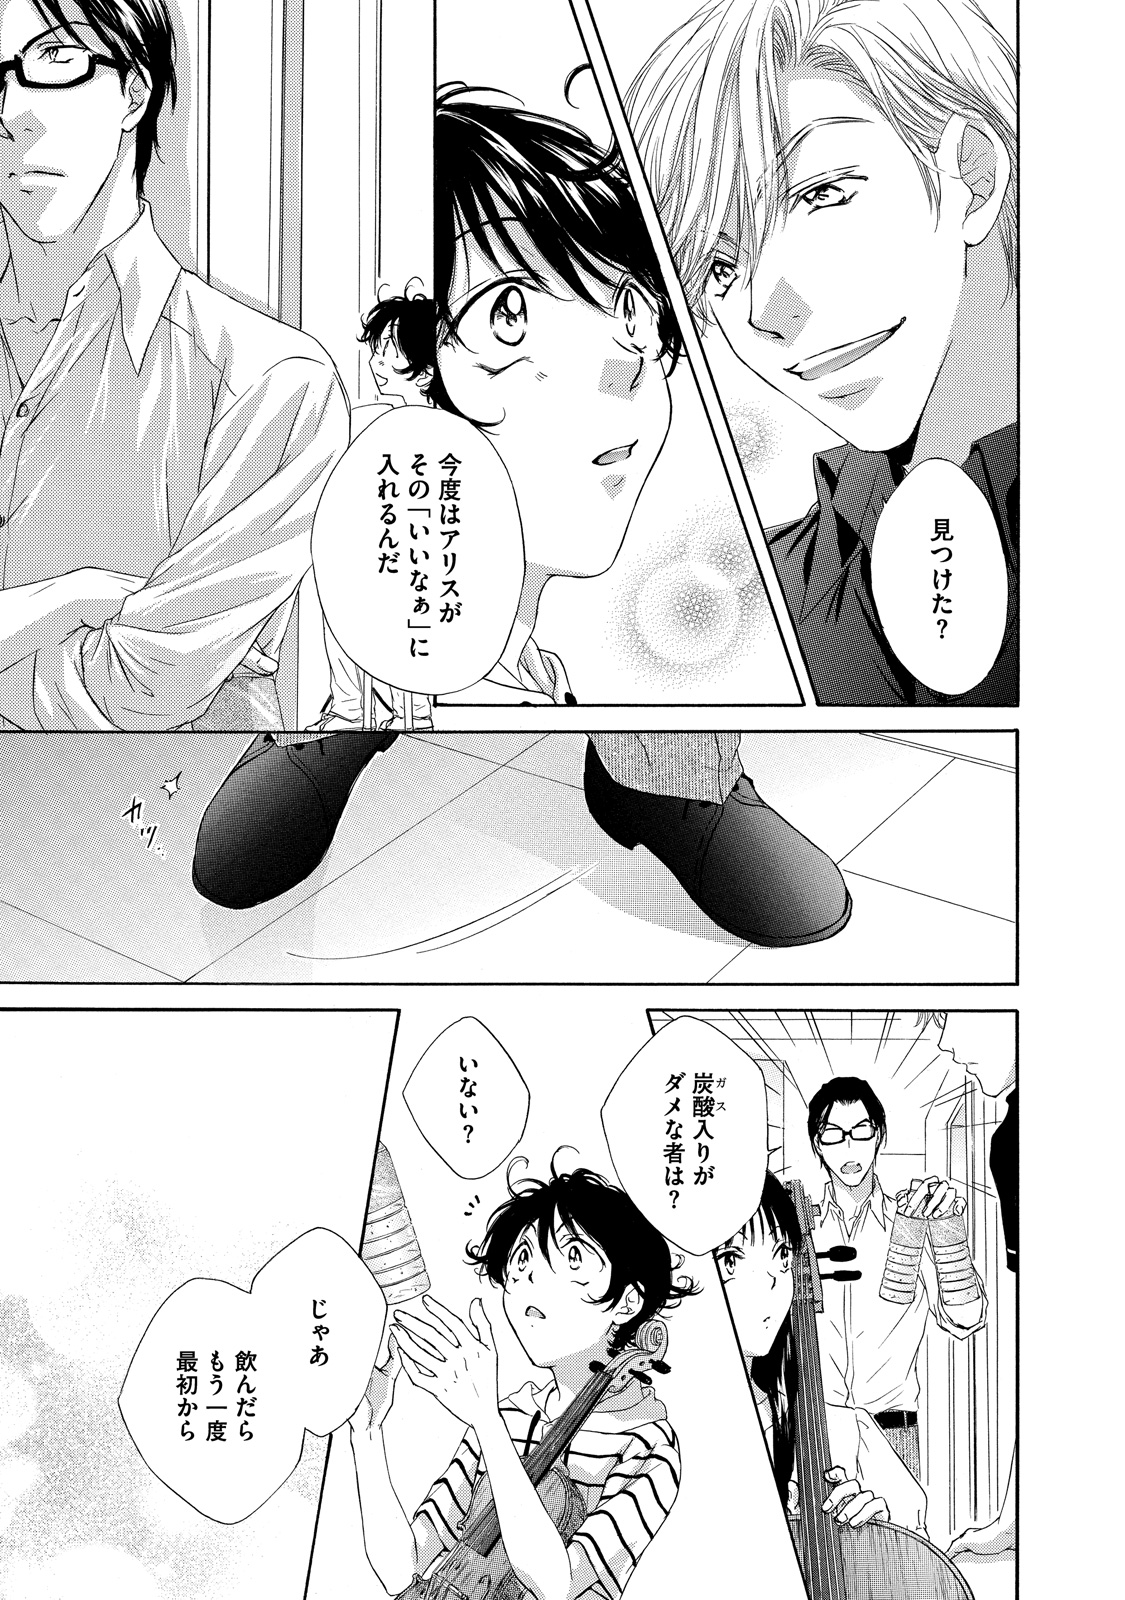 見つけた?
今度はアリスが
その「いいなぁ」に
入れるんだ
カッ…
炭酸入りが
ガス
ダメな者は?
いない?
じゃあ
飲んだら
もう一度
最初から